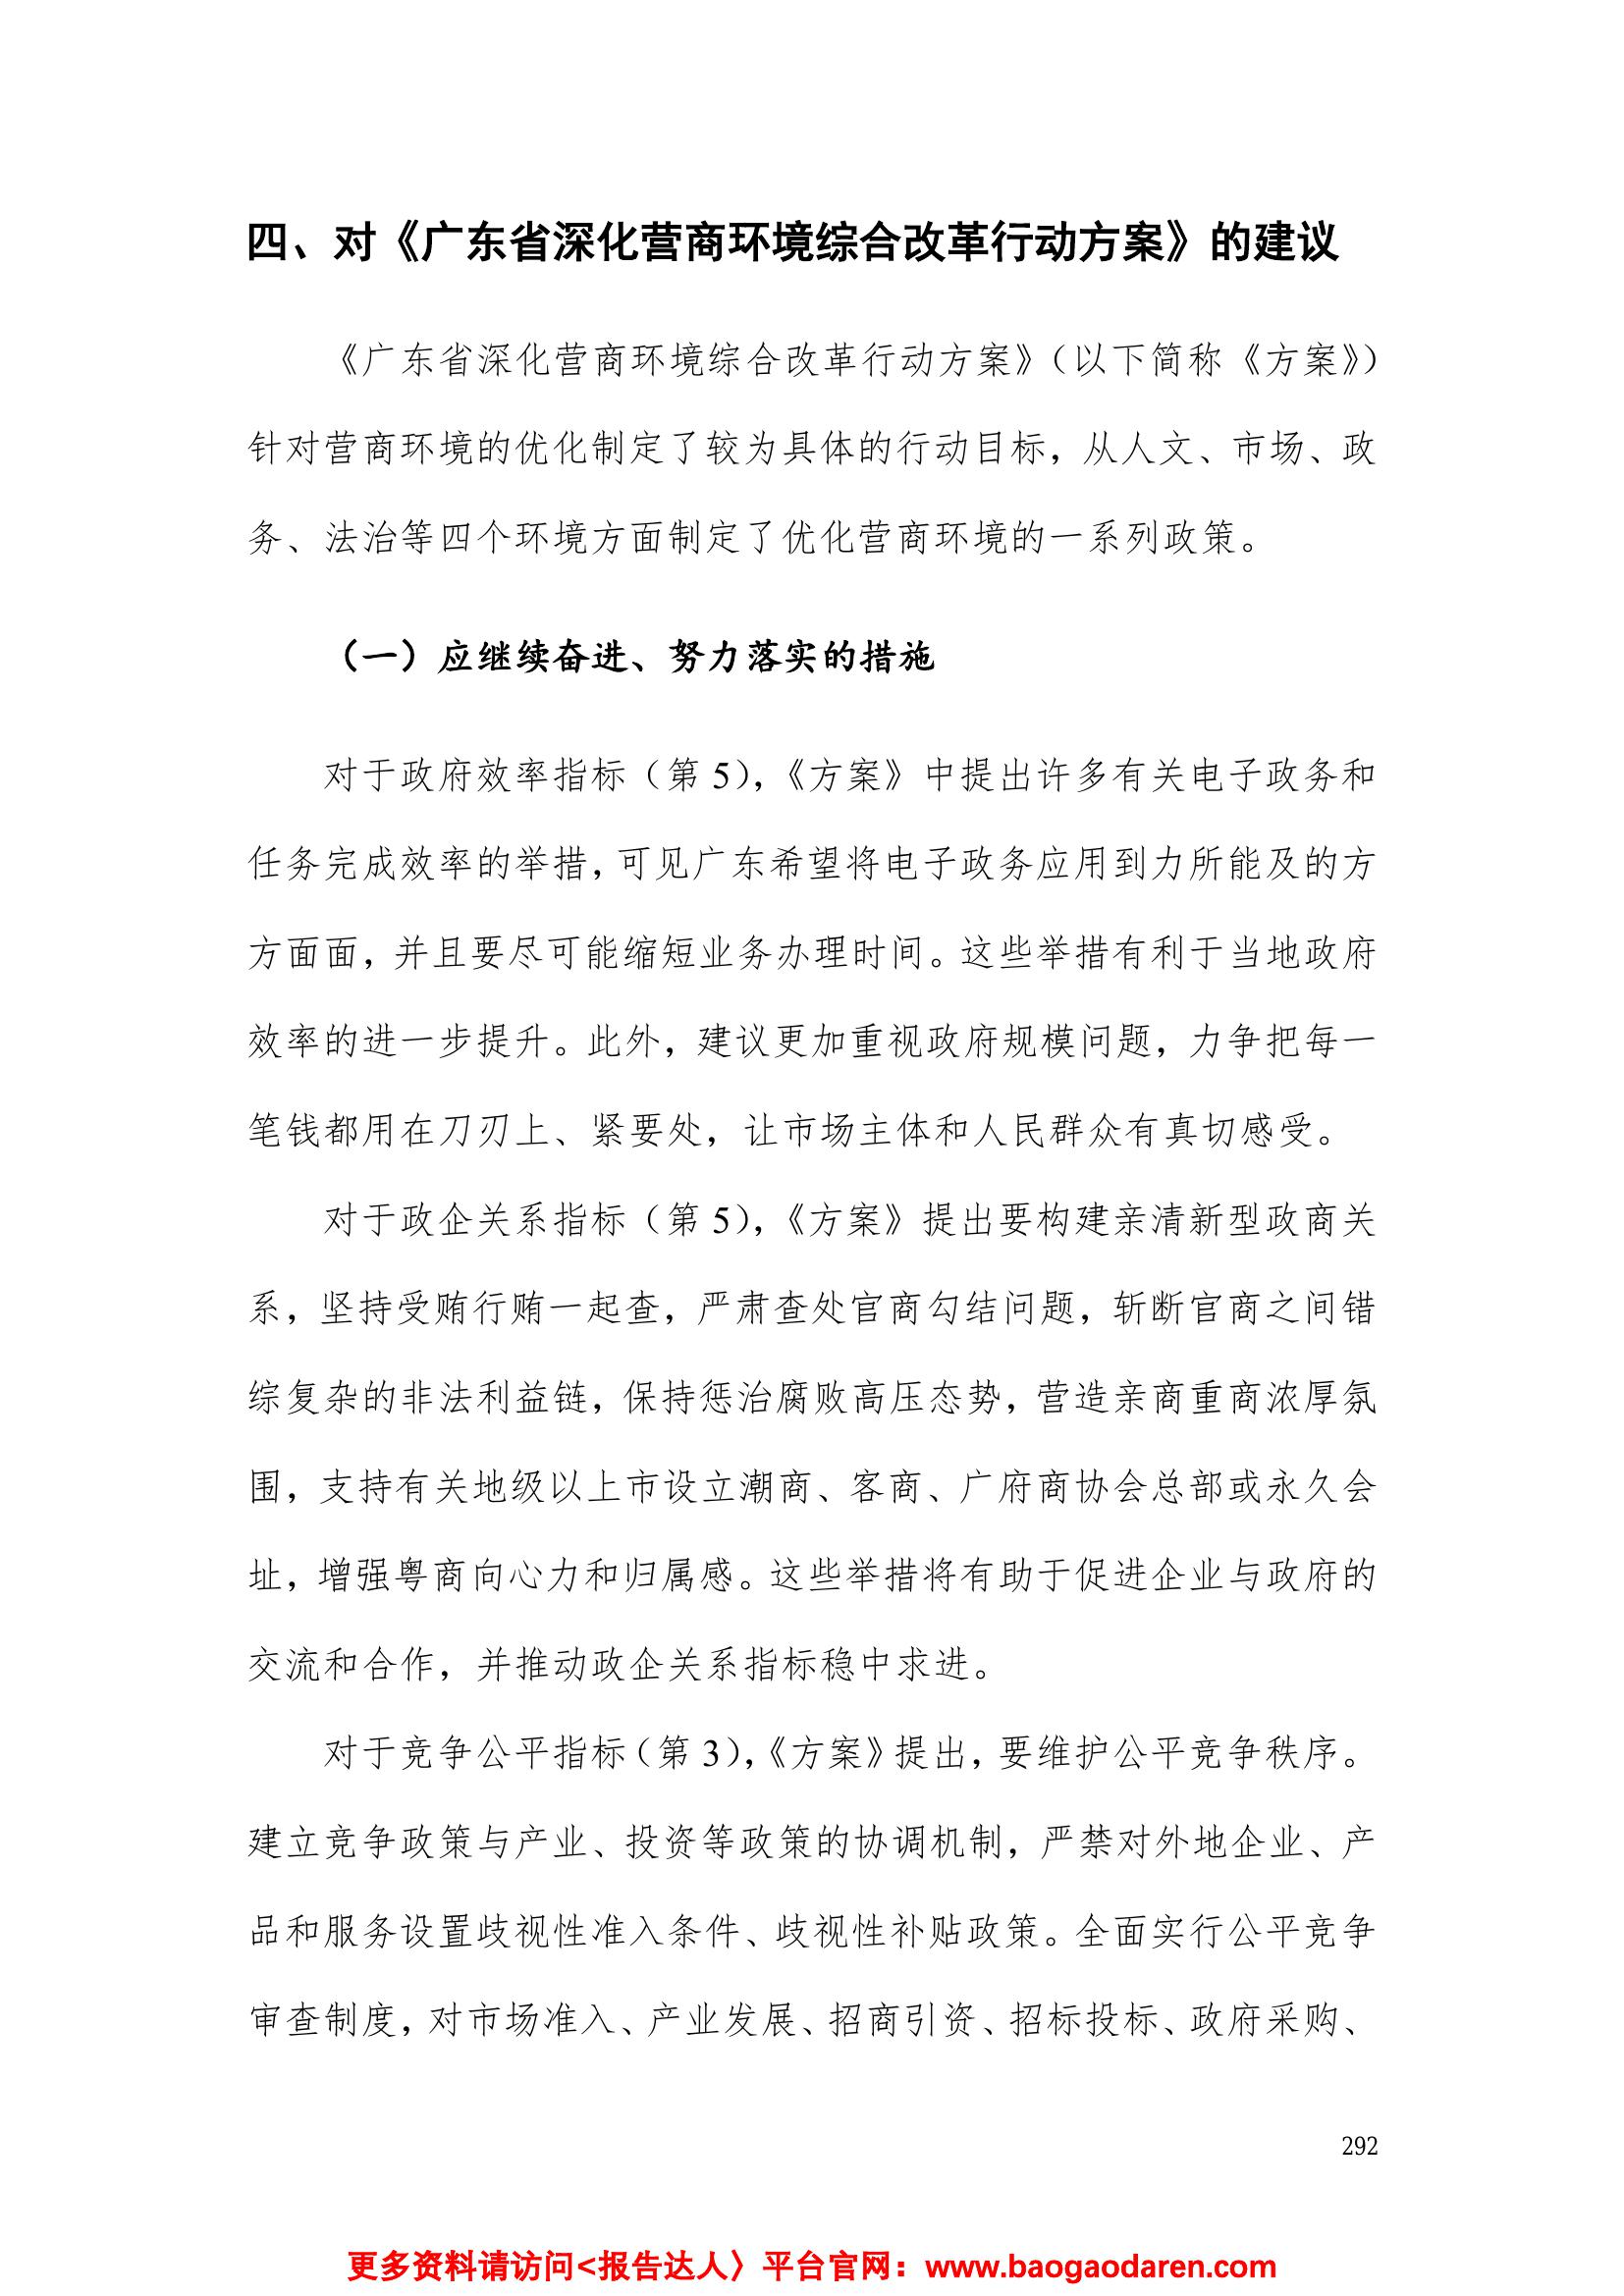 四、对《广东省深化营商环境综合改革行动方案》的建议
《广东省深化营商环境综合改革行动方案》（以下简称《方案》）
针对营商环境的优化制定了较为具体的行动目标，从人文、市场、政
务、法治等四个环境方面制定了优化营商环境的一系列政策。
（一）应继续奋进、努力落实的措施
对于政府效率指标（第 5），《方案》中提出许多有关电子政务和
任务完成效率的举措，可见广东希望将电子政务应用到力所能及的方
方面面，并且要尽可能缩短业务办理时间。这些举措有利于当地政府
效率的进一步提升。此外，建议更加重视政府规模问题，力争把每一
笔钱都用在刀刃上、紧要处，让市场主体和人民群众有真切感受。
对于政企关系指标（第 5），《方案》提出要构建亲清新型政商关
系，坚持受贿行贿一起查，严肃查处官商勾结问题，斩断官商之间错
综复杂的非法利益链，保持惩治腐败高压态势，营造亲商重商浓厚氛
围，支持有关地级以上市设立潮商、客商、广府商协会总部或永久会
址，增强粤商向心力和归属感。这些举措将有助于促进企业与政府的
交流和合作，并推动政企关系指标稳中求进。
对于竞争公平指标（第 3），《方案》提出，要维护公平竞争秩序。
建立竞争政策与产业、投资等政策的协调机制，严禁对外地企业、产
品和服务设置歧视性准入条件、歧视性补贴政策。全面实行公平竞争
审查制度，对市场准入、产业发展、招商引资、招标投标、政府采购、
292
更多资料请访问<报告达人〉平台官网：www.baogaodaren.com